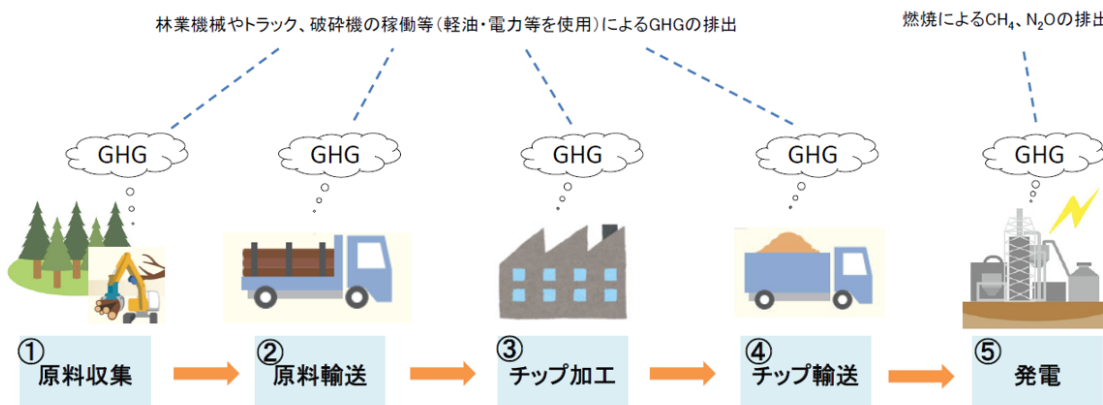 林業機械やトラック、破砕機の稼働等(軽油・電力等を使用)によるGHGの排出
燃焼によるCH₄、N₂Oの排出
GHG
GHG
GHG
GHG
GHG
①
原料収集
②
原料輸送
③
チップ加工
④
チップ輸送
⑤
発電